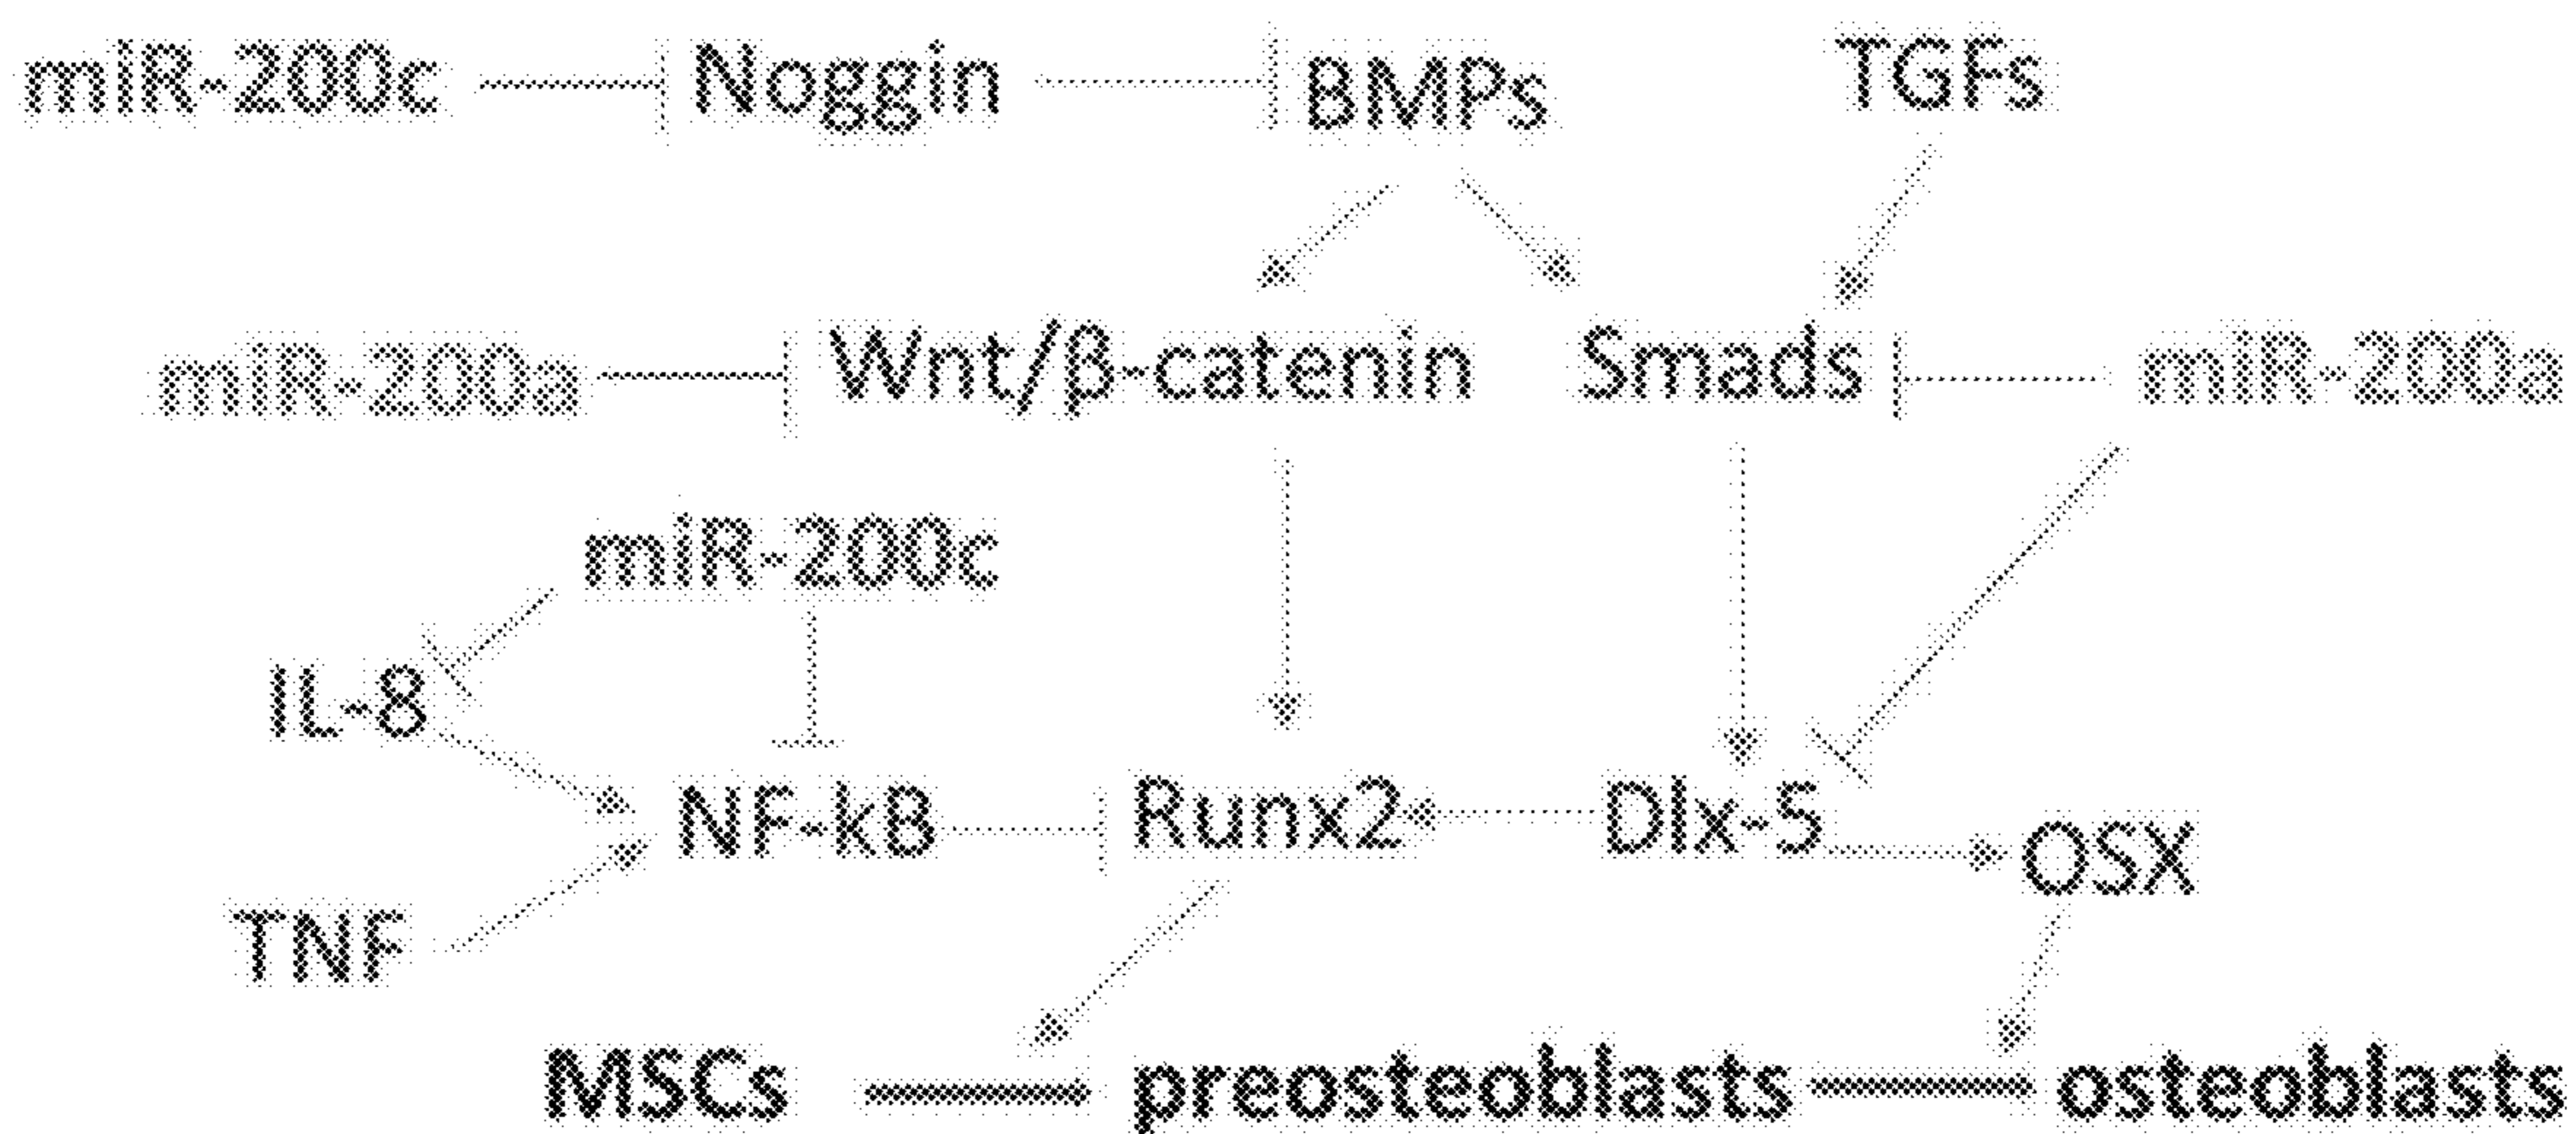 miR-200c Noggin BMPs TGFs
miR-200a Wnt/β-catenin Smads miR-200a
miR-200c
IL-8
NF-kB Runx2 Dlx-5 OSX
TNF
MSCs preosteoblasts osteoblasts